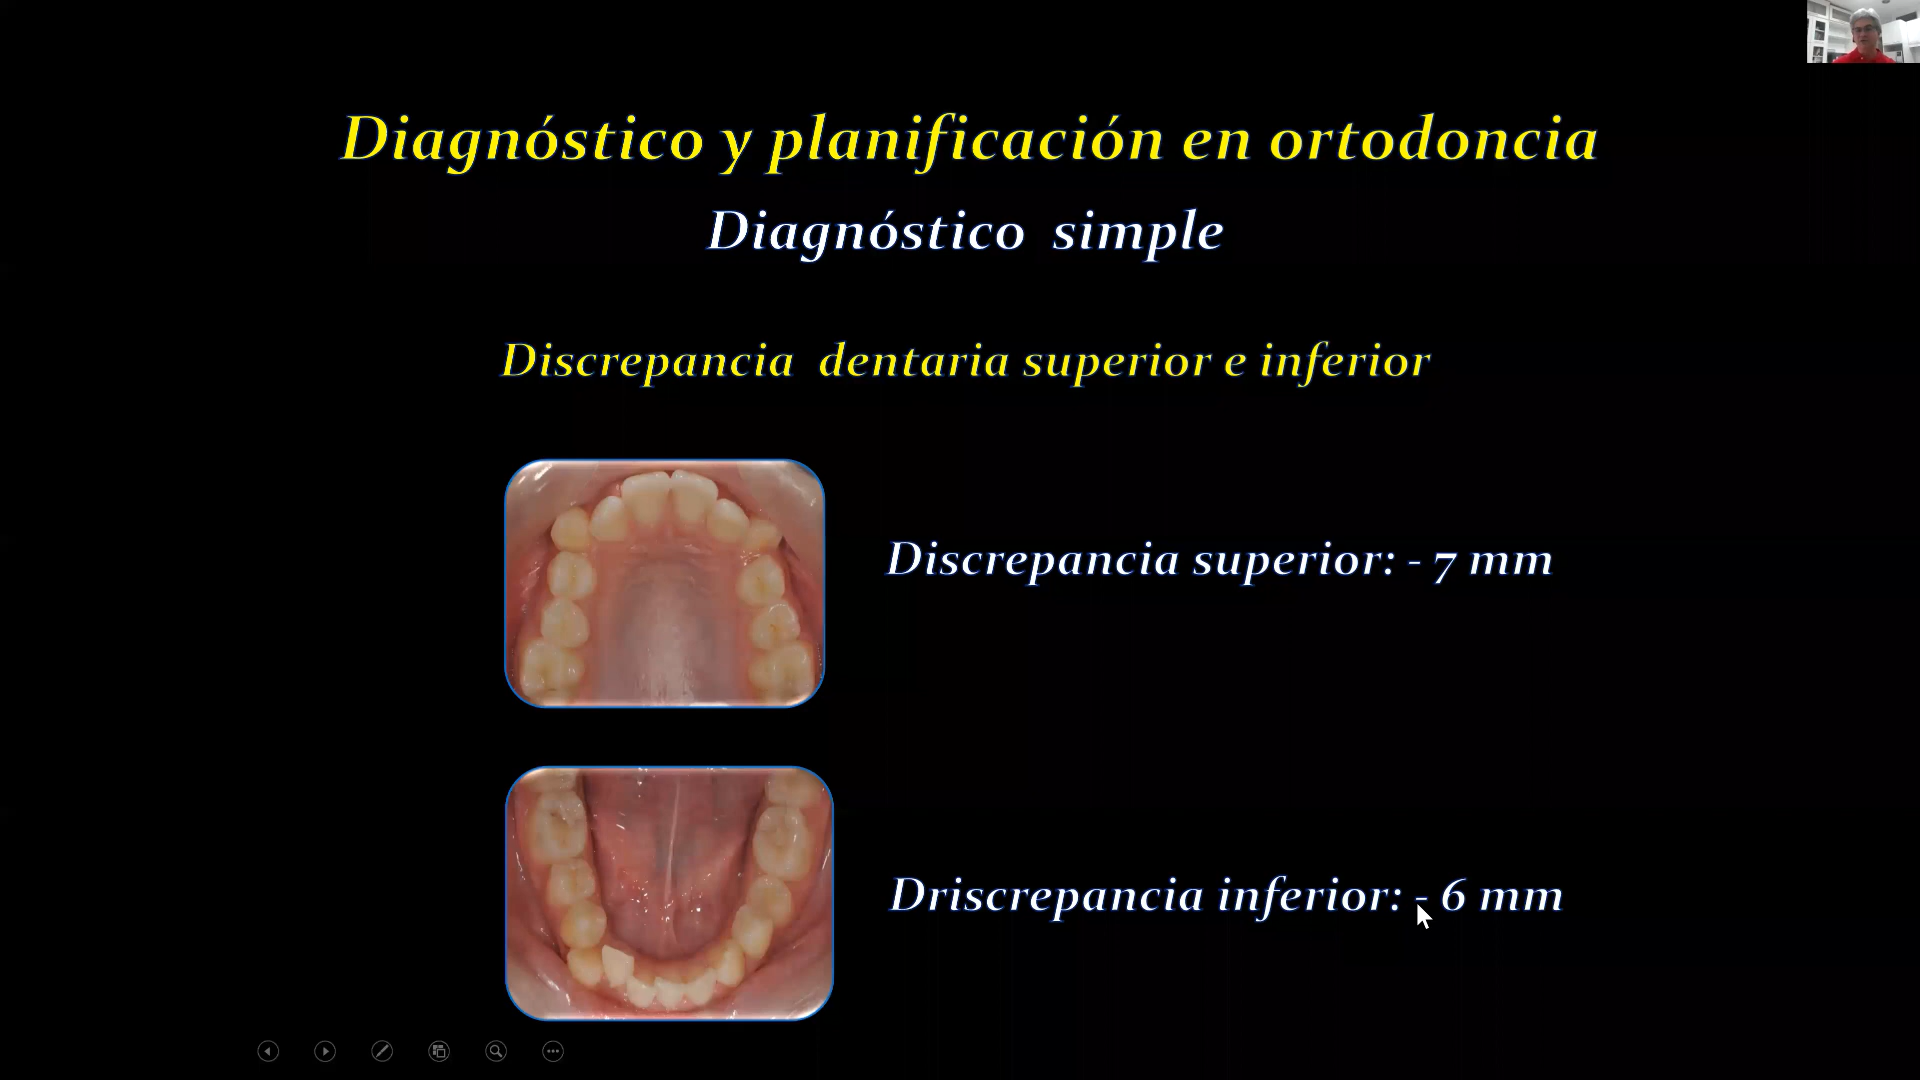 Diagnóstico y planificación en ortodoncia
Diagnóstico simple
Discrepancia dentaria superior e inferior
Discrepancia superior: - 7 mm
Driscrepancia inferior: - 6 mm